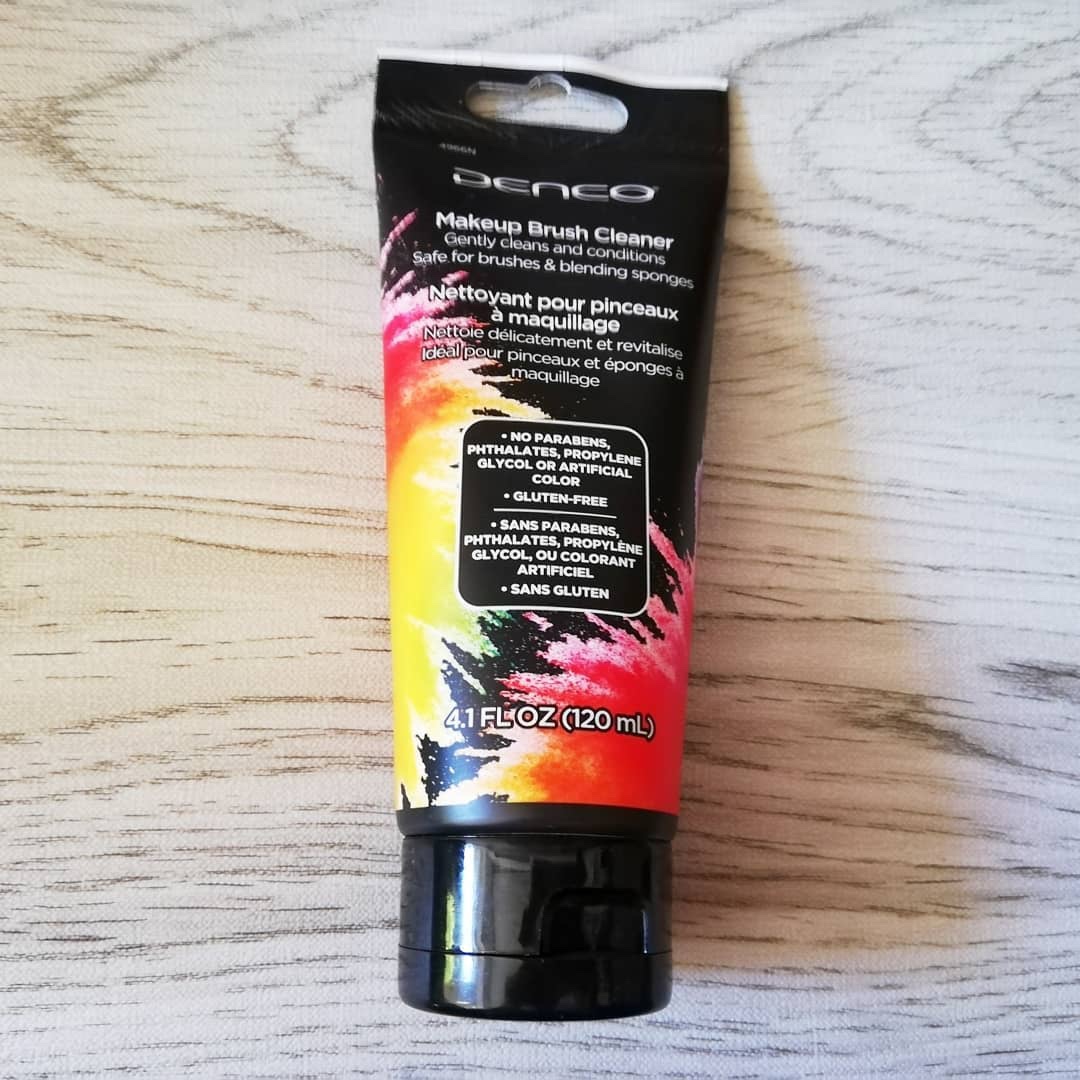 4966N
DENCO®
Makeup Brush Cleaner
Gently cleans and conditions
Safe for brushes & blending sponges
Nettoyant pour pinceaux
à maquillage
Nettoie délicatement et revitalise
Idéal pour pinceaux et éponges à
maquillage
• NO PARABENS,
PHTHALATES, PROPYLENE
GLYCOL OR ARTIFICIAL
COLOR
• GLUTEN-FREE
• SANS PARABENS,
PHTHALATES, PROPYLÈNE
GLYCOL, OU COLORANT
ARTIFICIEL
• SANS GLUTEN
4.1 FL OZ (120 mL)